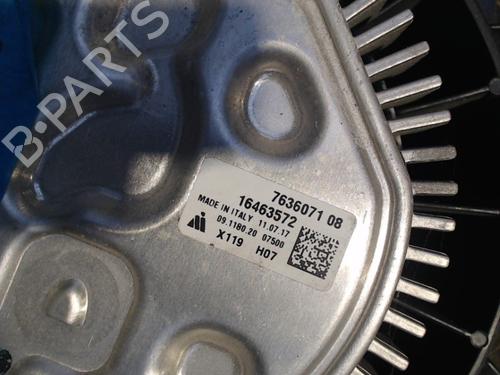 B-PARTS
7636071 08
16463572
MADE IN ITALY 11.07.17
09.1180.20 07500
X119 H07